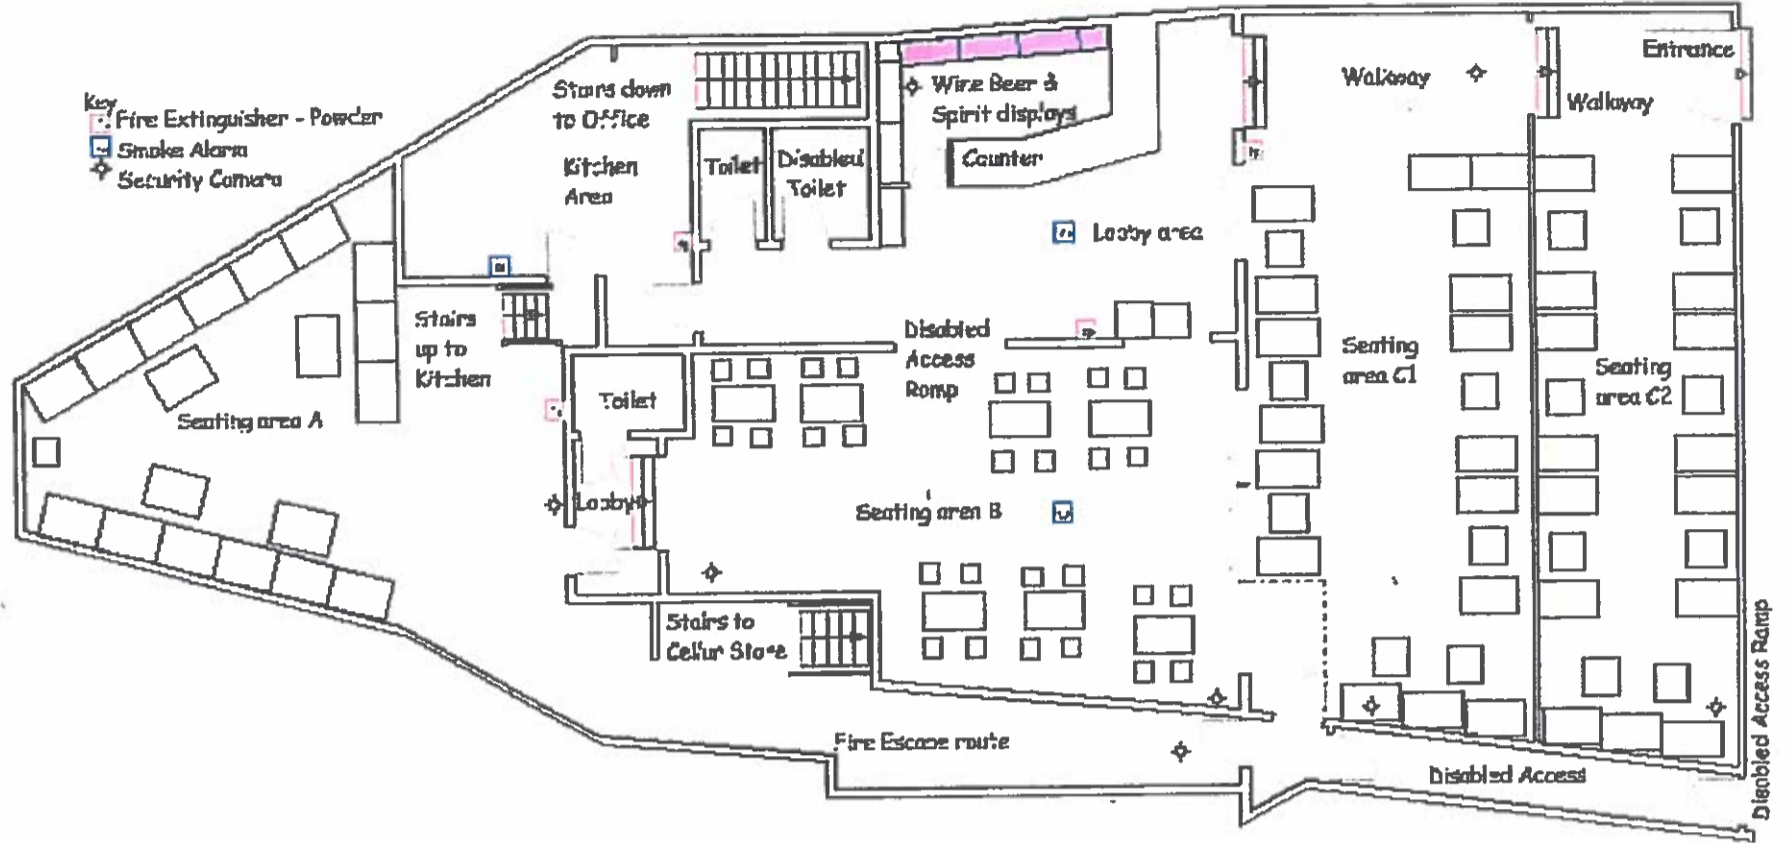 Key
Fire Extinguisher - Powder
Smoke Alarm
Security Camera
Stairs down
to Office
Kitchen
Area
Toilet
Disabled
Toilet
Wine Beer &
Spirit displays
Counter
Lobby area
Walkway
Walkway
Entrance
Stairs
up to
Kitchen
Seating area A
Toilet
Lobby
Disabled
Access
Ramp
Seating area B
Seating
area C1
Seating
area C2
Stairs to
Cellar Store
Fire Escape route
Disabled Access
Disabled Access Ramp